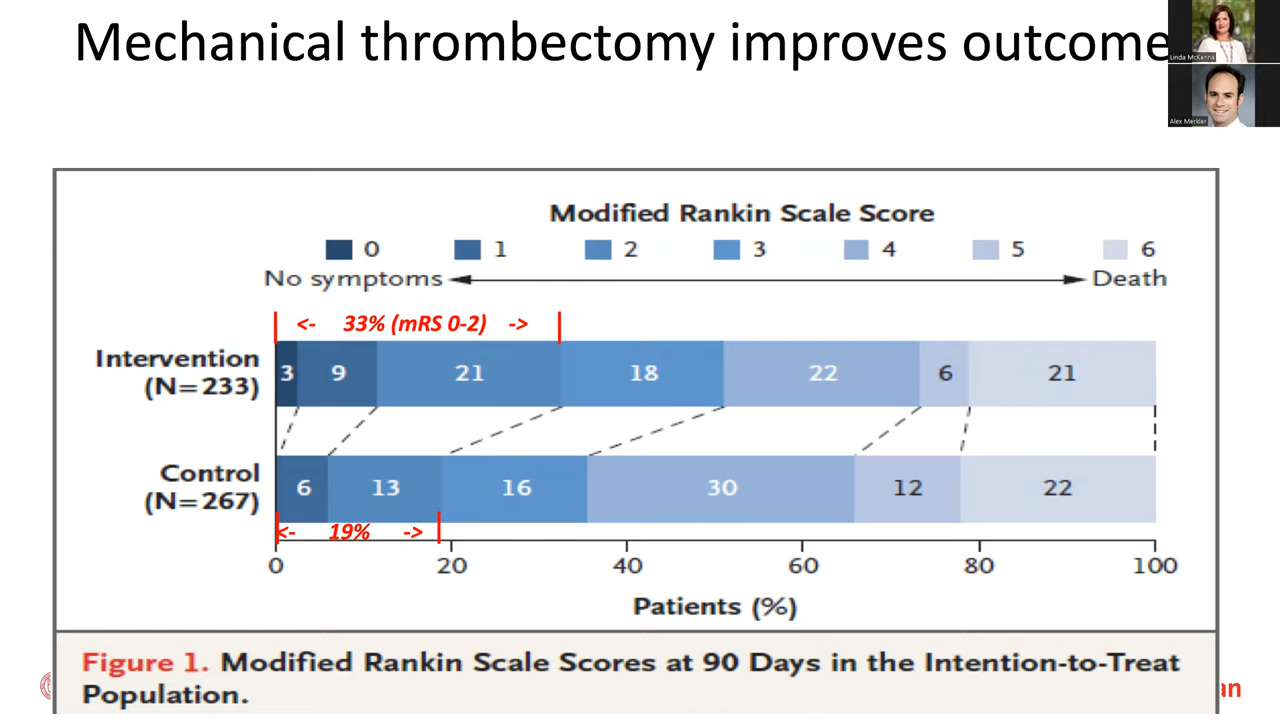 Mechanical thrombectomy improves outcome
Linda McKenna
Alex Merkler
Modified Rankin Scale Score
0 1 2 3 4 5 6
No symptoms Death
<- 33% (mRS 0-2) ->
Intervention
(N=233)
3 9 21 18 22 6 21
Control
(N=267)
6 13 16 30 12 22
<- 19% ->
0 20 40 60 80 100
Patients (%)
Figure 1. Modified Rankin Scale Scores at 90 Days in the Intention-to-Treat
Population.
an